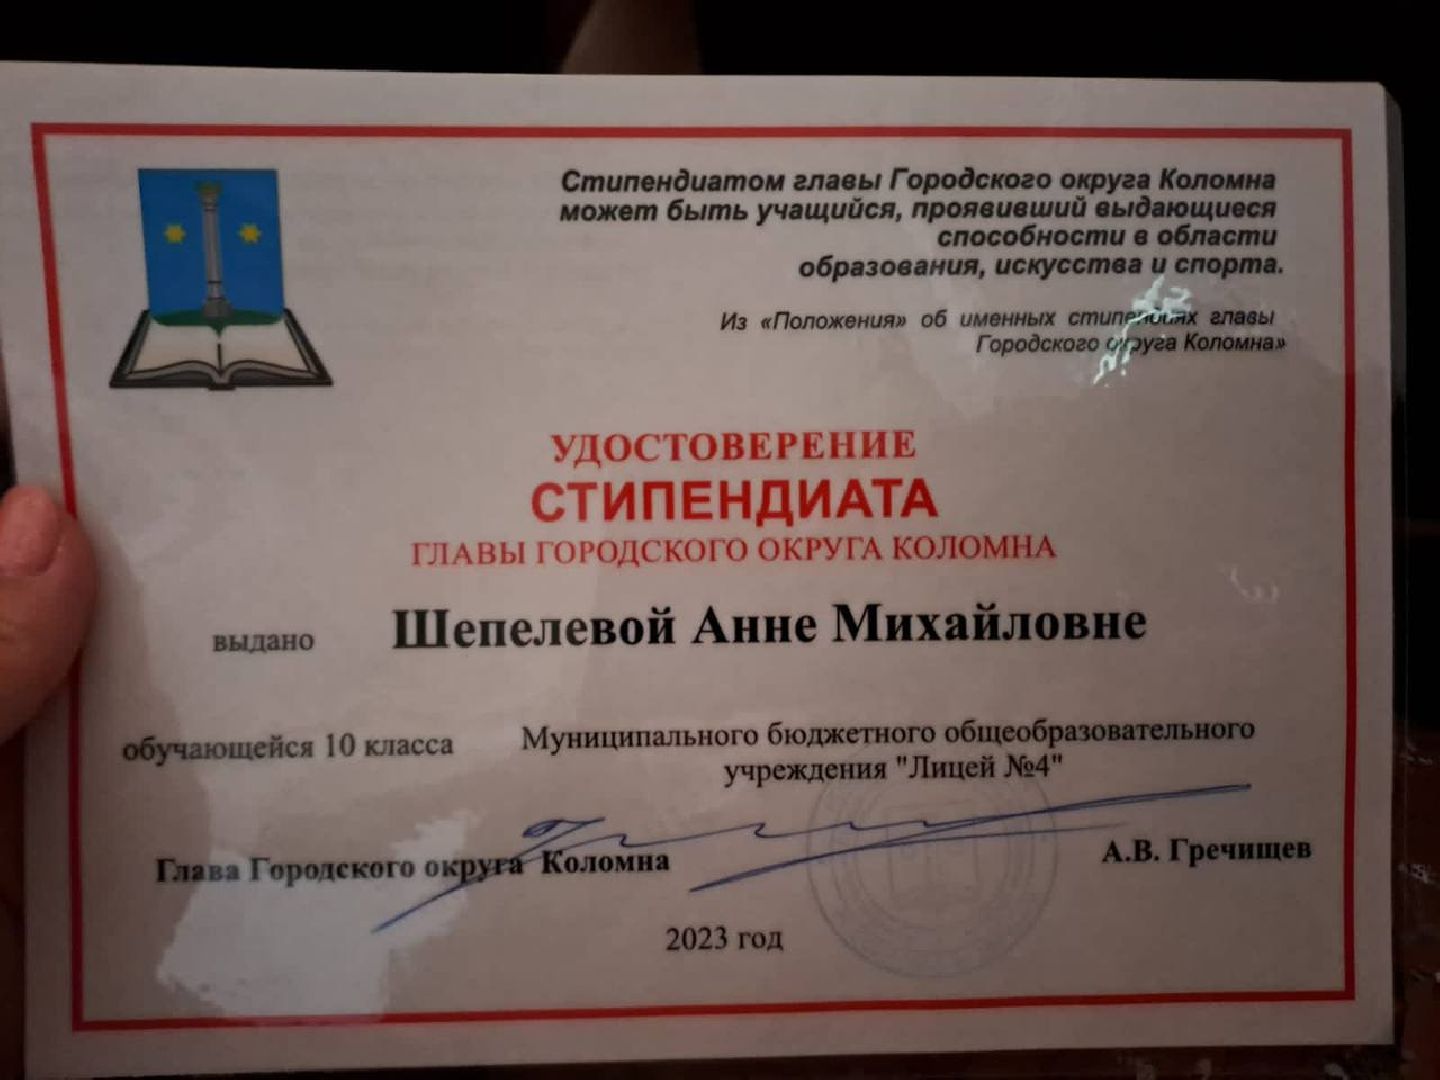 Стипендиатом главы Городского округа Коломна
может быть учащийся, проявивший выдающиеся
способности в области
образования, искусства и спорта.
Из «Положения» об именных стипендиях главы
Городского округа Коломна»
УДОСТОВЕРЕНИЕ
СТИПЕНДИАТА
ГЛАВЫ ГОРОДСКОГО ОКРУГА КОЛОМНА
выдано Шепелевой Анне Михайловне
обучающейся 10 класса Муниципального бюджетного общеобразовательного
учреждения "Лицей №4"
Глава Городского округа Коломна А.В. Гречищев
2023 год